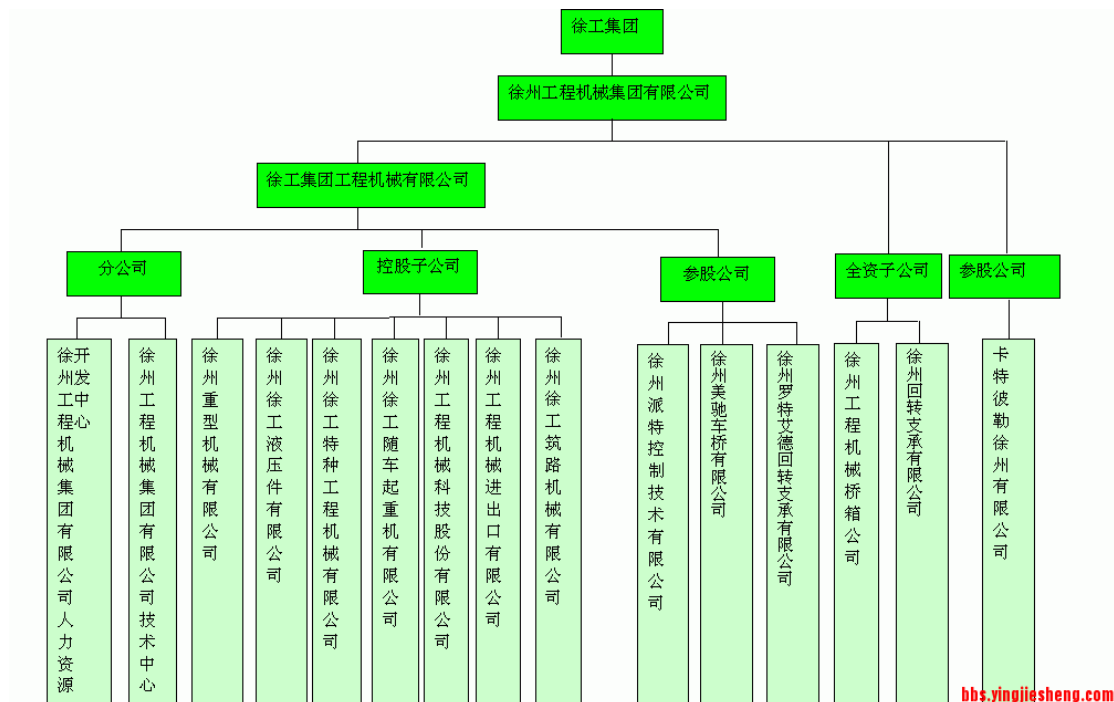 徐工集团
徐州工程机械集团有限公司
徐工集团工程机械有限公司
分公司
控股子公司
参股公司
全资子公司
参股公司
徐州工程机械集团有限公司人力资源
开发中心
徐州工程机械集团有限公司技术中心
徐州重型机械有限公司
徐州徐工液压件有限公司
徐州徐工特种工程机械有限公司
徐州徐工随车起重机有限公司
徐州工程机械科技股份有限公司
徐州工程机械进出口有限公司
徐州徐工筑路机械有限公司
徐州派特控制技术有限公司
徐州美驰车桥有限公司
徐州罗特艾德回转支承有限公司
徐州工程机械桥箱公司
徐州回转支承有限公司
卡特彼勒徐州有限公司
bbs.yingjiesheng.com